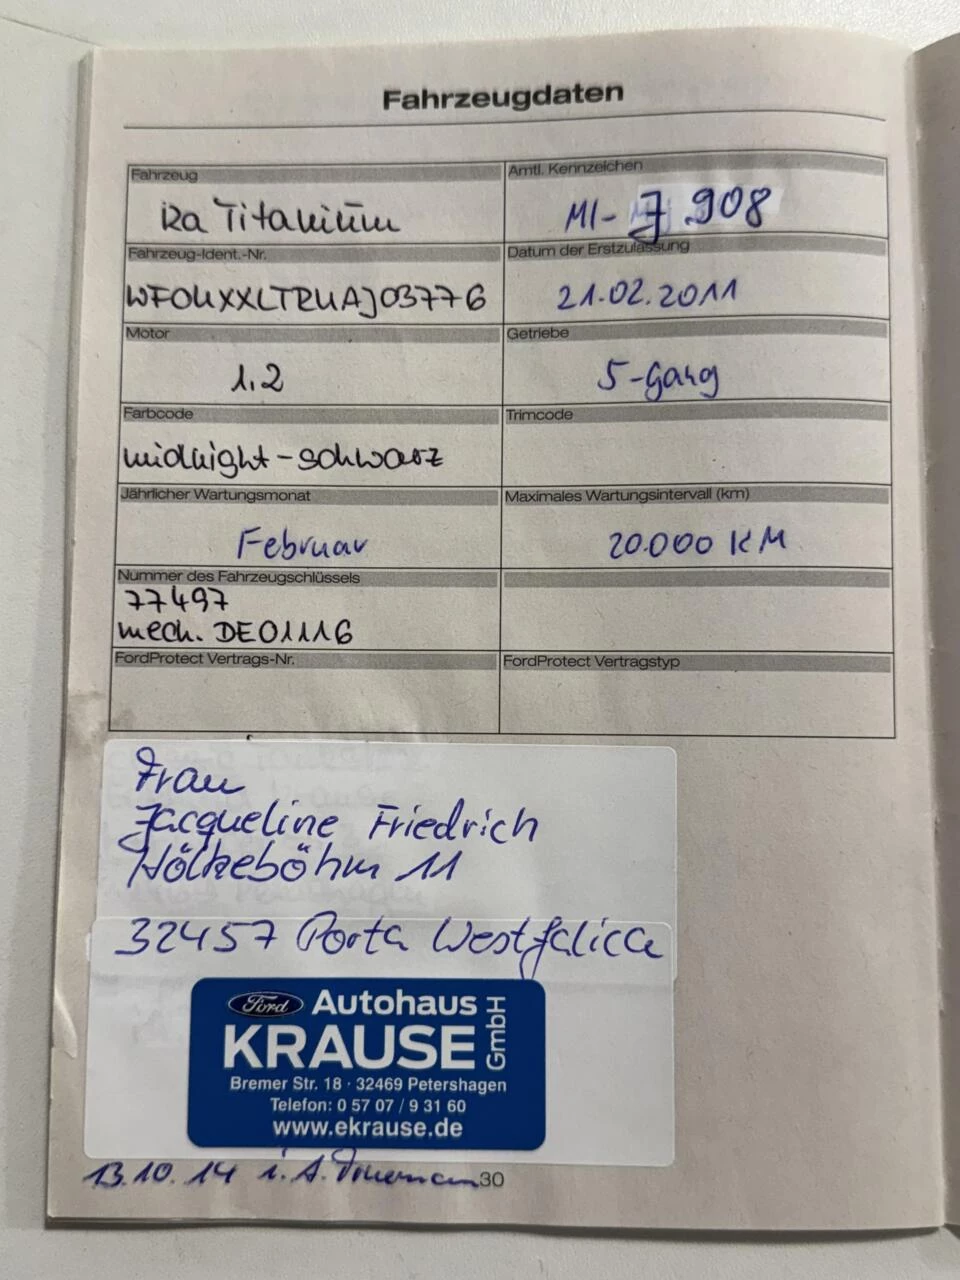 Fahrzeugdaten
Fahrzeug
Ka Titanium
Amtl. Kennzeichen
MI-J 908
Fahrzeug-Ident.-Nr.
WFOUXXLTRUAJ03776
Datum der Erstzulassung
21.02.2011
Motor
1.2
Getriebe
5-Gang
Farbcode
midnight-schwarz
Trimcode
Jährlicher Wartungsmonat
Februar
Maximales Wartungsintervall (km)
20.000 KM
Nummer des Fahrzeugschlüssels
77497
mech. DE01116
FordProtect Vertrags-Nr.
FordProtect Vertragstyp
Frau
Jacqueline Friedrich
11
32457 Porta Westfalica
Ford
Autohaus
KRAUSE GmbH
Bremer Str. 18 · 32469 Petershagen
Telefon: 0 57 07 / 9 31 60
www.ekrause.de
13.10.14 i.A.
30